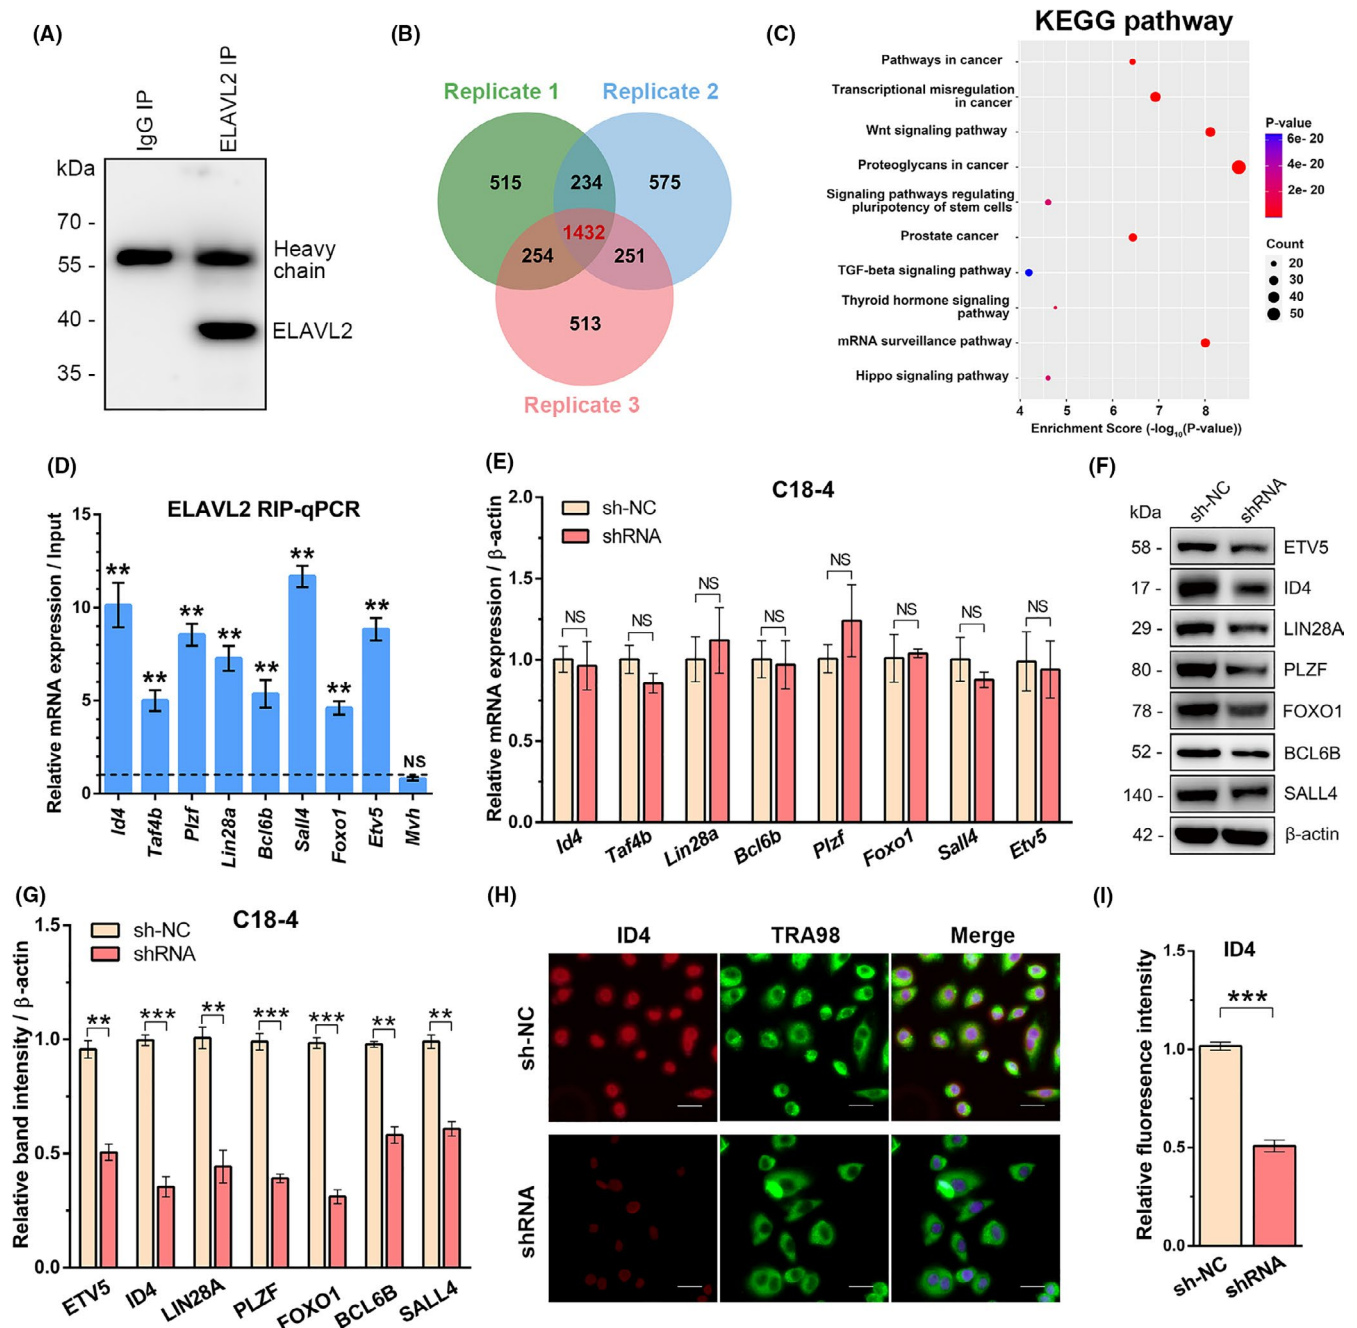 (A)
IgG IP
ELAVL2 IP
kDa
70 -
55 -
40 -
35 -
Heavy
chain
ELAVL2
(B)
Replicate 1
Replicate 2
515
234
575
1432
254
251
513
Replicate 3
(C)
KEGG pathway
Pathways in cancer
Transcriptional misregulation
in cancer
Wnt signaling pathway
Proteoglycans in cancer
Signaling pathways regulating
pluripotency of stem cells
Prostate cancer
TGF-beta signaling pathway
Thyroid hormone signaling
pathway
mRNA surveillance pathway
Hippo signaling pathway
4 5 6 7 8
Enrichment Score (-log10(P-value))
P-value
6e- 20
4e- 20
2e- 20
Count
20
30
40
50
(D)
ELAVL2 RIP-qPCR
Relative mRNA expression / Input
15
10
5
0
** ** ** ** ** ** ** ** NS
Id4 Taf4b Plzf Lin28a Bcl6b Sall4 Foxo1 Etv5 Mvh
(E)
C18-4
sh-NC
shRNA
Relative mRNA expression / β-actin
2.0
1.5
1.0
0.5
0.0
NS NS NS NS NS NS NS NS
Id4 Taf4b Lin28a Bcl6b Plzf Foxo1 Sall4 Etv5
(F)
kDa sh-NC shRNA
58 - ETV5
17 - ID4
29 - LIN28A
80 - PLZF
78 - FOXO1
52 - BCL6B
140 - SALL4
42 - β-actin
(G)
C18-4
sh-NC
shRNA
Relative band intensity / β-actin
1.5
1.0
0.5
0.0
** *** ** *** *** ** **
ETV5 ID4 LIN28A PLZF FOXO1 BCL6B SALL4
(H)
ID4 TRA98 Merge
sh-NC
shRNA
(I)
ID4
Relative fluoresence intensity
1.5
1.0
0.5
0.0
***
sh-NC shRNA